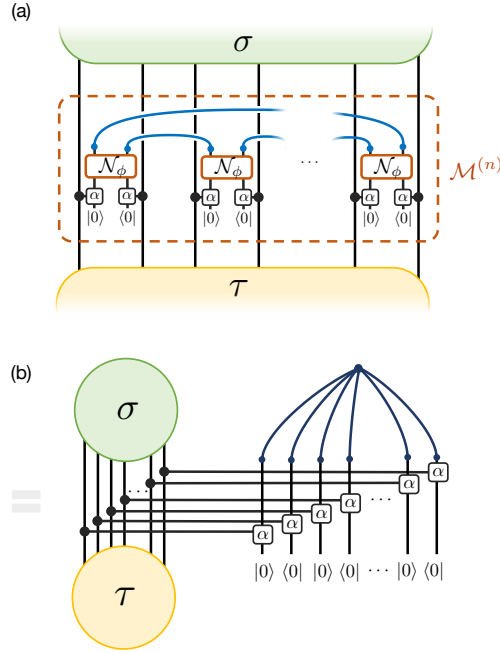 (a)
σ
𝒩_ϕ 𝒩_ϕ ... 𝒩_ϕ
ℳ^(n)
α α α α α α
|0⟩ ⟨0| |0⟩ ⟨0| |0⟩ ⟨0|
τ
(b)
σ
α
α
...
α
α ...
α
α
=
|0⟩ ⟨0| |0⟩ ⟨0| ... |0⟩ ⟨0|
τ